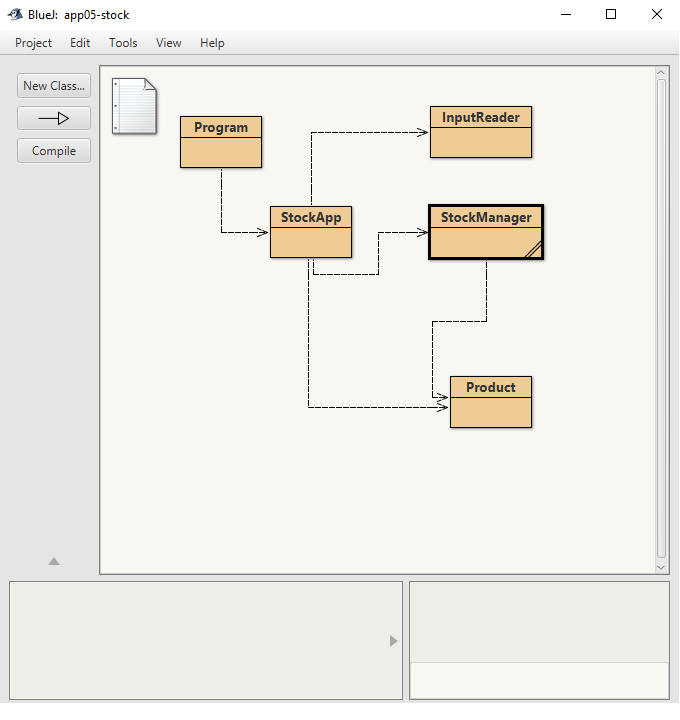 BlueJ: app05-stock
Project Edit Tools View Help
New Class...
Compile
Program
InputReader
StockApp
StockManager
Product